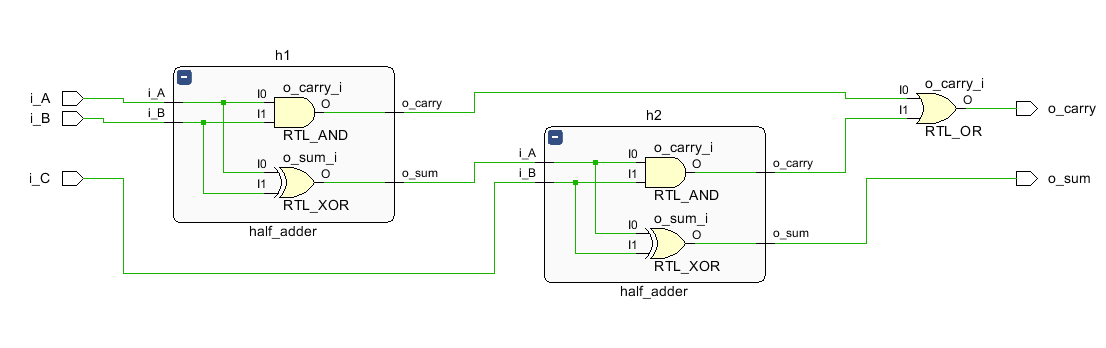 h1
i_A
i_B
i_C
i_A
i_B
I0
I1
o_carry_i
O
RTL_AND
o_carry
I0
I1
o_sum_i
O
RTL_XOR
o_sum
half_adder
h2
i_A
i_B
I0
I1
o_carry_i
O
RTL_AND
o_carry
I0
I1
o_sum_i
O
RTL_XOR
o_sum
half_adder
I0
I1
o_carry_i
O
RTL_OR
o_carry
o_sum